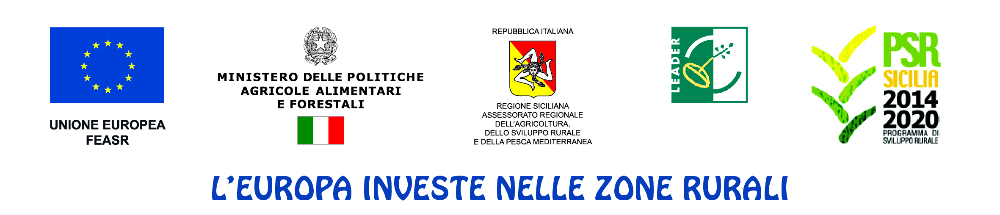 UNIONE EUROPEA
FEASR
REPVBBLICA ITALIANA
MINISTERO DELLE POLITICHE
AGRICOLE ALIMENTARI
E FORESTALI
REPUBBLICA ITALIANA
REGIONE SICILIANA
ASSESSORATO REGIONALE
DELL'AGRICOLTURA,
DELLO SVILUPPO RURALE
E DELLA PESCA MEDITERRANEA
LEADER
PSR
SICILIA
2014
2020
PROGRAMMA DI
SVILUPPO RURALE
L'EUROPA INVESTE NELLE ZONE RURALI